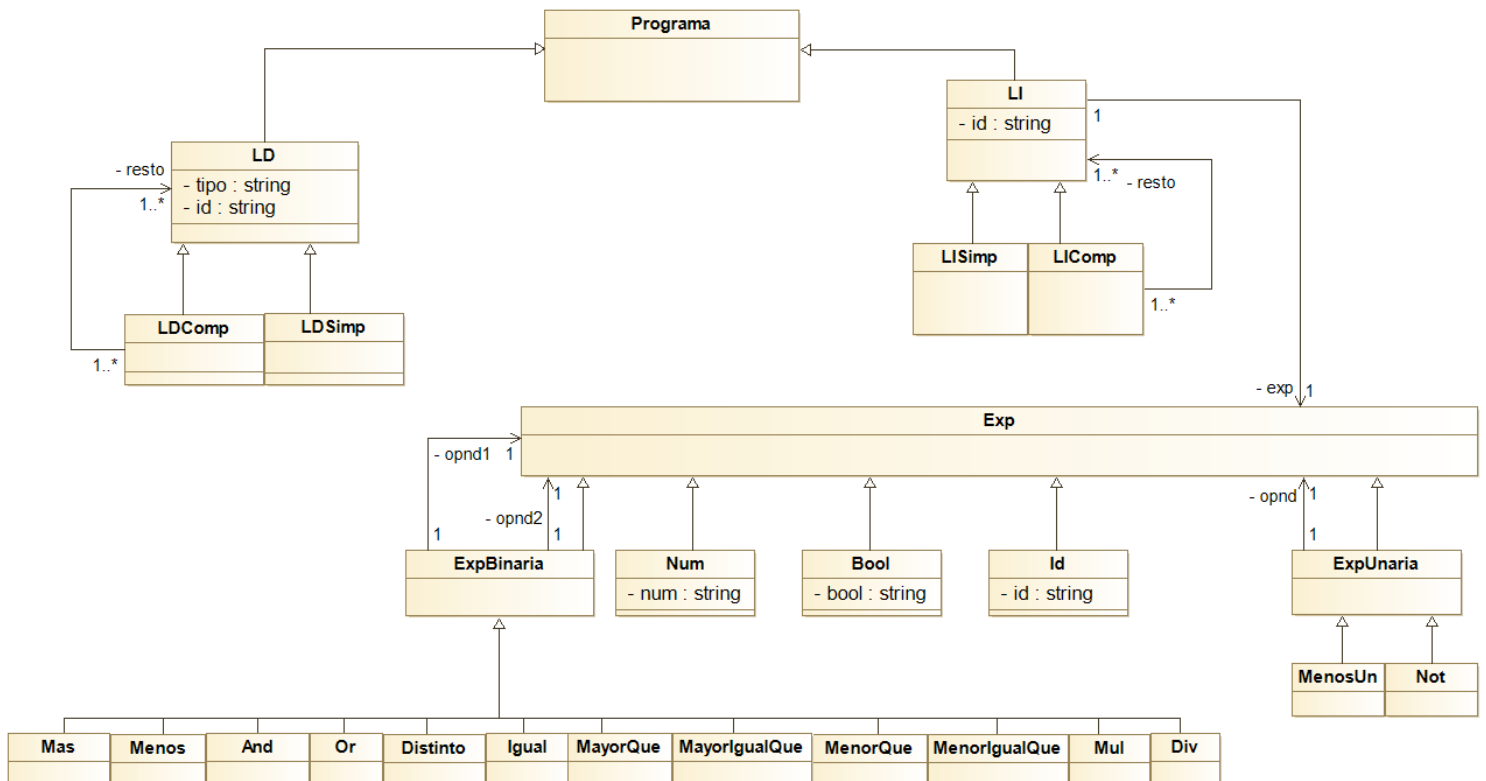 Programa
LI
- id : string
1
LD
- tipo : string
- id : string
- resto
1..*
1..*
- resto
LISimp
LIComp
1..*
LDComp
LDSimp
1..*
- exp
1
Exp
- opnd1
1
- opnd2
1
1
1
- opnd
1
1
ExpBinaria
Num
- num : string
Bool
- bool : string
Id
- id : string
ExpUnaria
MenosUn
Not
Mas
Menos
And
Or
Distinto
Igual
MayorQue
MayorIgualQue
MenorQue
MenorIgualQue
Mul
Div